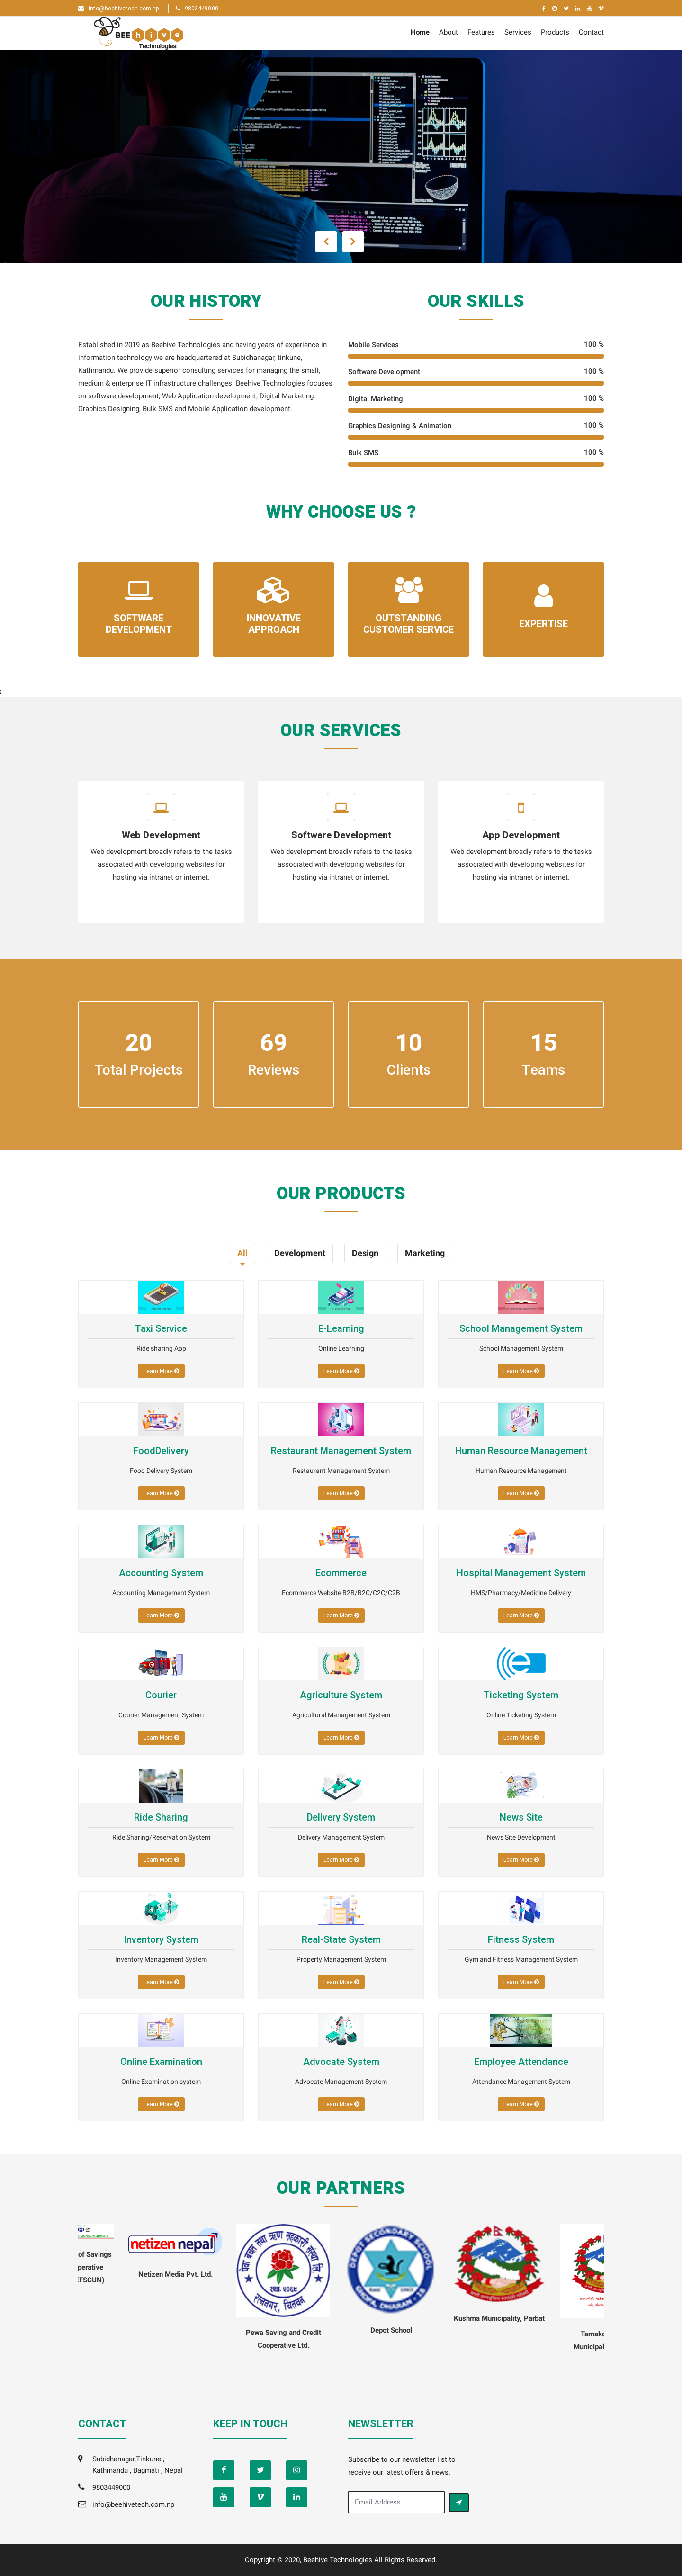 info@beehivetech.com.np
9803449000
BEE hive
Technologies
Home
About
Features
Services
Products
Contact
OUR HISTORY
Established in 2019 as Beehive Technologies and having years of experience in
information technology we are headquartered at Subidhanagar, tinkune,
Kathmandu. We provide superior consulting services for managing the small,
medium & enterprise IT infrastructure challenges. Beehive Technologies focuses
on software development, Web Application development, Digital Marketing,
Graphics Designing, Bulk SMS and Mobile Application development.
OUR SKILLS
Mobile Services 100 %
Software Development 100 %
Digital Marketing 100 %
Graphics Designing & Animation 100 %
Bulk SMS 100 %
WHY CHOOSE US ?
SOFTWARE
DEVELOPMENT
INNOVATIVE
APPROACH
OUTSTANDING
CUSTOMER SERVICE
EXPERTISE
;
OUR SERVICES
Web Development
Web development broadly refers to the tasks
associated with developing websites for
hosting via intranet or internet.
Software Development
Web development broadly refers to the tasks
associated with developing websites for
hosting via intranet or internet.
App Development
Web development broadly refers to the tasks
associated with developing websites for
hosting via intranet or internet.
20
Total Projects
69
Reviews
10
Clients
15
Teams
OUR PRODUCTS
All
Development
Design
Marketing
Taxi Service
Ride sharing App
Learn More
E-Learning
Online Learning
Learn More
School Management System
School Management System
Learn More
FoodDelivery
Food Delivery System
Learn More
Restaurant Management System
Restaurant Management System
Learn More
Human Resource Management
Human Resource Management
Learn More
Accounting System
Accounting Management System
Learn More
Ecommerce
Ecommerce Website B2B/B2C/C2C/C2B
Learn More
Hospital Management System
HMS/Pharmacy/Medicine Delivery
Learn More
Courier
Courier Management System
Learn More
Agriculture System
Agricultural Management System
Learn More
Ticketing System
Online Ticketing System
Learn More
Ride Sharing
Ride Sharing/Reservation System
Learn More
Delivery System
Delivery Management System
Learn More
News Site
News Site Development
Learn More
Inventory System
Inventory Management System
Learn More
Real-State System
Property Management System
Learn More
Fitness System
Gym and Fitness Management System
Learn More
Online Examination
Online Examination system
Learn More
Advocate System
Advocate Management System
Learn More
Employee Attendance
Attendance Management System
Learn More
OUR PARTNERS
of Savings
perative
EFSCUN)
netizen nepal
Netizen Media Pvt. Ltd.
Pewa Saving and Credit
Cooperative Ltd.
DEPOT SECONDARY SCHOOL
Depot School
Kushma Municipality, Parbat
Tamako
Municipal
CONTACT
Subidhanagar,Tinkune ,
Kathmandu , Bagmati , Nepal
9803449000
info@beehivetech.com.np
KEEP IN TOUCH
NEWSLETTER
Subscribe to our newsletter list to
receive our latest offers & news.
Email Address
Copyright © 2020, Beehive Technologies All Rights Reserved.